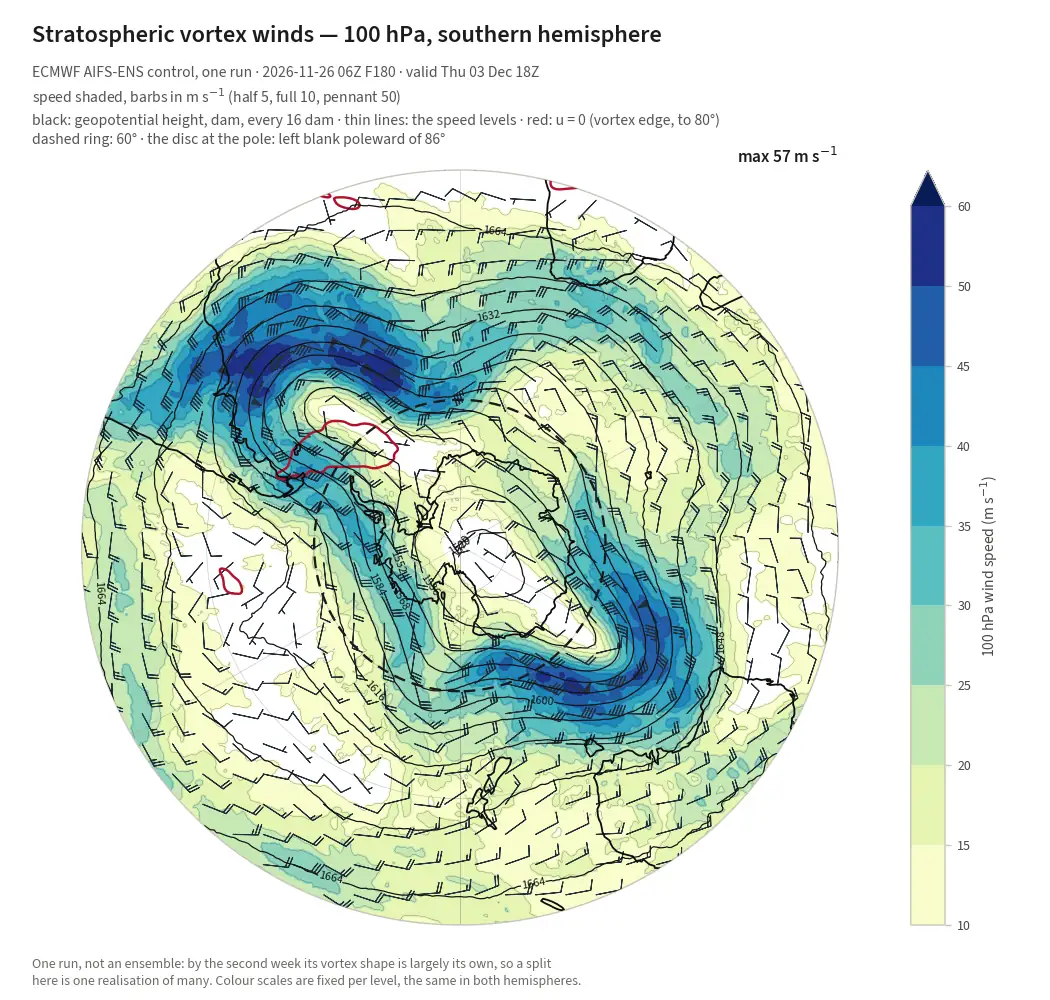 Stratospheric vortex winds — 100 hPa, southern hemisphere
ECMWF AIFS-ENS control, one run · 2026-11-26 06Z F180 · valid Thu 03 Dec 18Z
speed shaded, barbs in m s⁻¹ (half 5, full 10, pennant 50)
black: geopotential height, dam, every 16 dam · thin lines: the speed levels · red: u = 0 (vortex edge, to 80°)
dashed ring: 60° · the disc at the pole: left blank poleward of 86°
max 57 m s⁻¹
1664
1632
1664
1584
1568
1616
1600
1648
1664
1664
60
50
45
40
35
30
25
20
15
10
100 hPa wind speed (m s⁻¹)
One run, not an ensemble: by the second week its vortex shape is largely its own, so a split
here is one realisation of many. Colour scales are fixed per level, the same in both hemispheres.